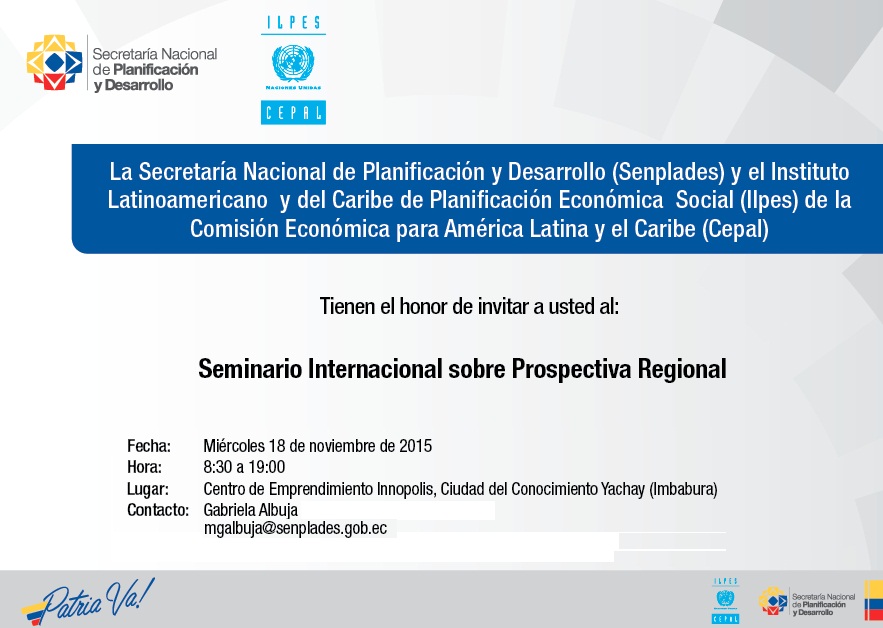 Secretaría Nacional
de Planificación
y Desarrollo
ILPES
NACIONES UNIDAS
CEPAL
La Secretaría Nacional de Planificación y Desarrollo (Senplades) y el Instituto
Latinoamericano y del Caribe de Planificación Económica Social (Ilpes) de la
Comisión Económica para América Latina y el Caribe (Cepal)
Tienen el honor de invitar a usted al:
Seminario Internacional sobre Prospectiva Regional
Fecha: Miércoles 18 de noviembre de 2015
Hora: 8:30 a 19:00
Lugar: Centro de Emprendimiento Innopolis, Ciudad del Conocimiento Yachay (Imbabura)
Contacto: Gabriela Albuja
mgalbuja@senplades.gob.ec
Patria Va!
ILPES
NACIONES UNIDAS
CEPAL
Secretaría Nacional
de Planificación
y Desarrollo